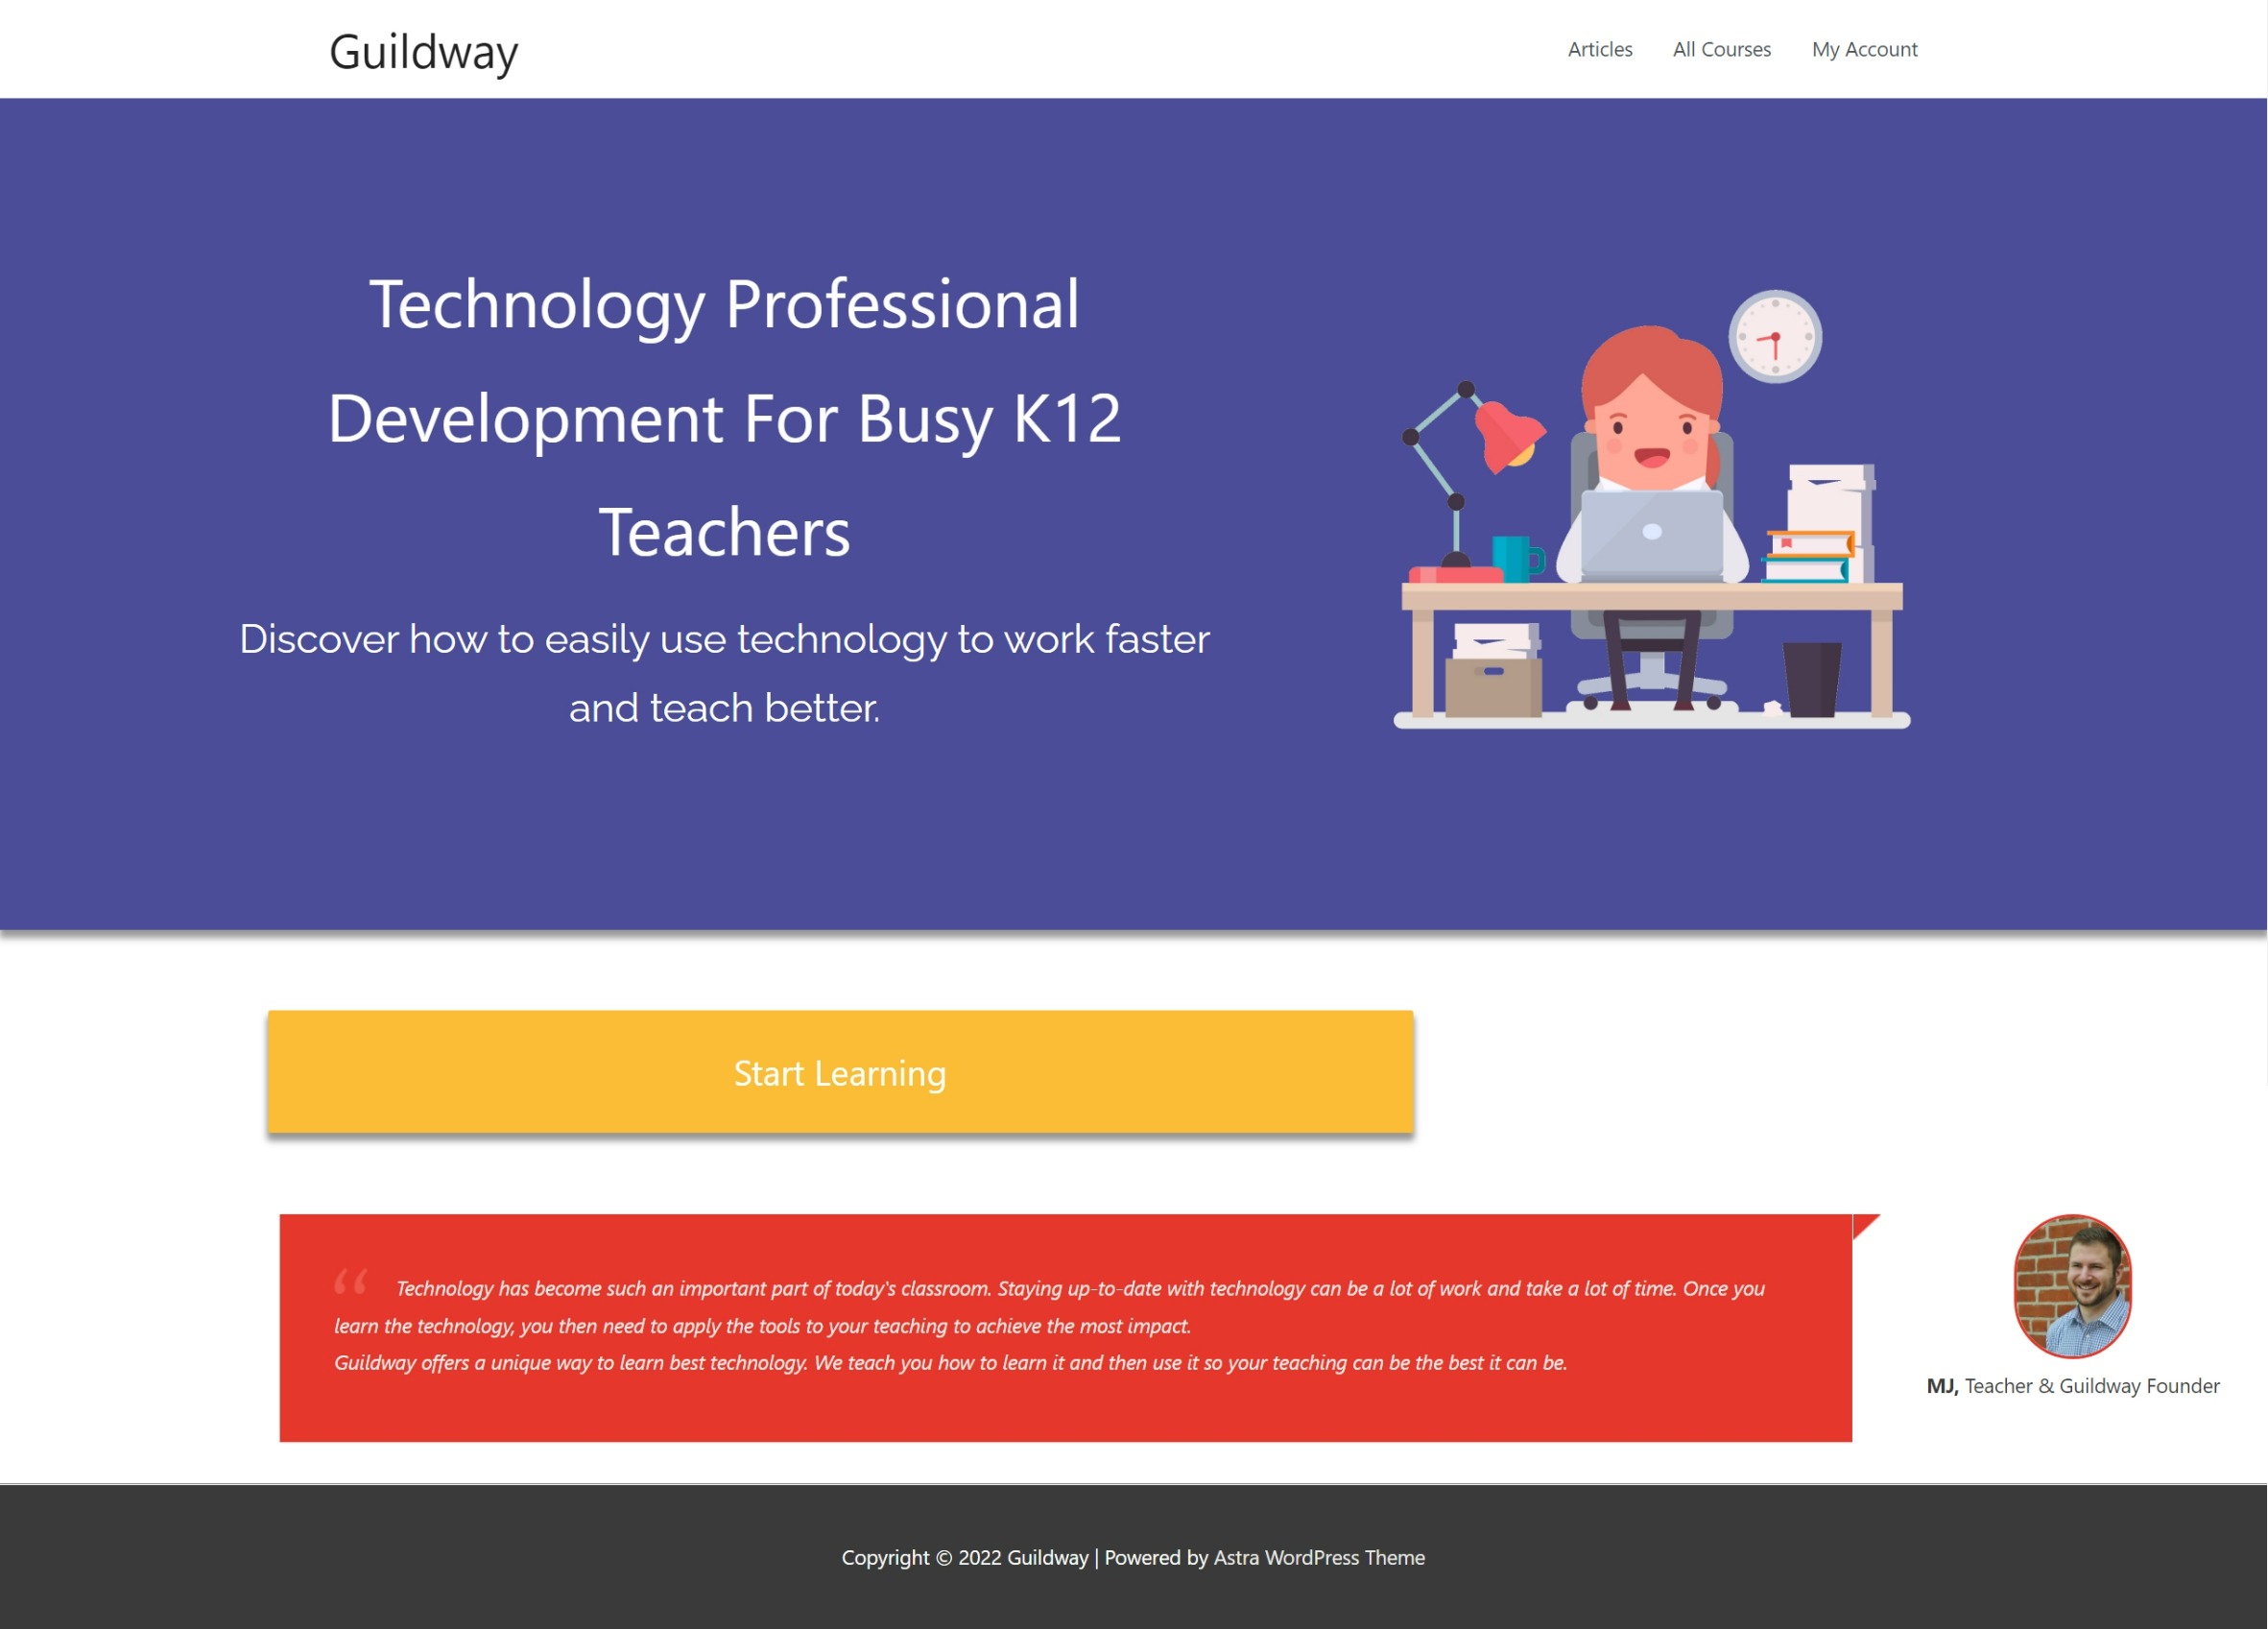 Guildway
Articles All Courses My Account
Technology Professional
Development For Busy K12
Teachers
Discover how to easily use technology to work faster
and teach better.
Start Learning
“ Technology has become such an important part of today's classroom. Staying up-to-date with technology can be a lot of work and take a lot of time. Once you
learn the technology, you then need to apply the tools to your teaching to achieve the most impact.
Guildway offers a unique way to learn best technology. We teach you how to learn it and then use it so your teaching can be the best it can be.
MJ, Teacher & Guildway Founder
Copyright © 2022 Guildway | Powered by Astra WordPress Theme